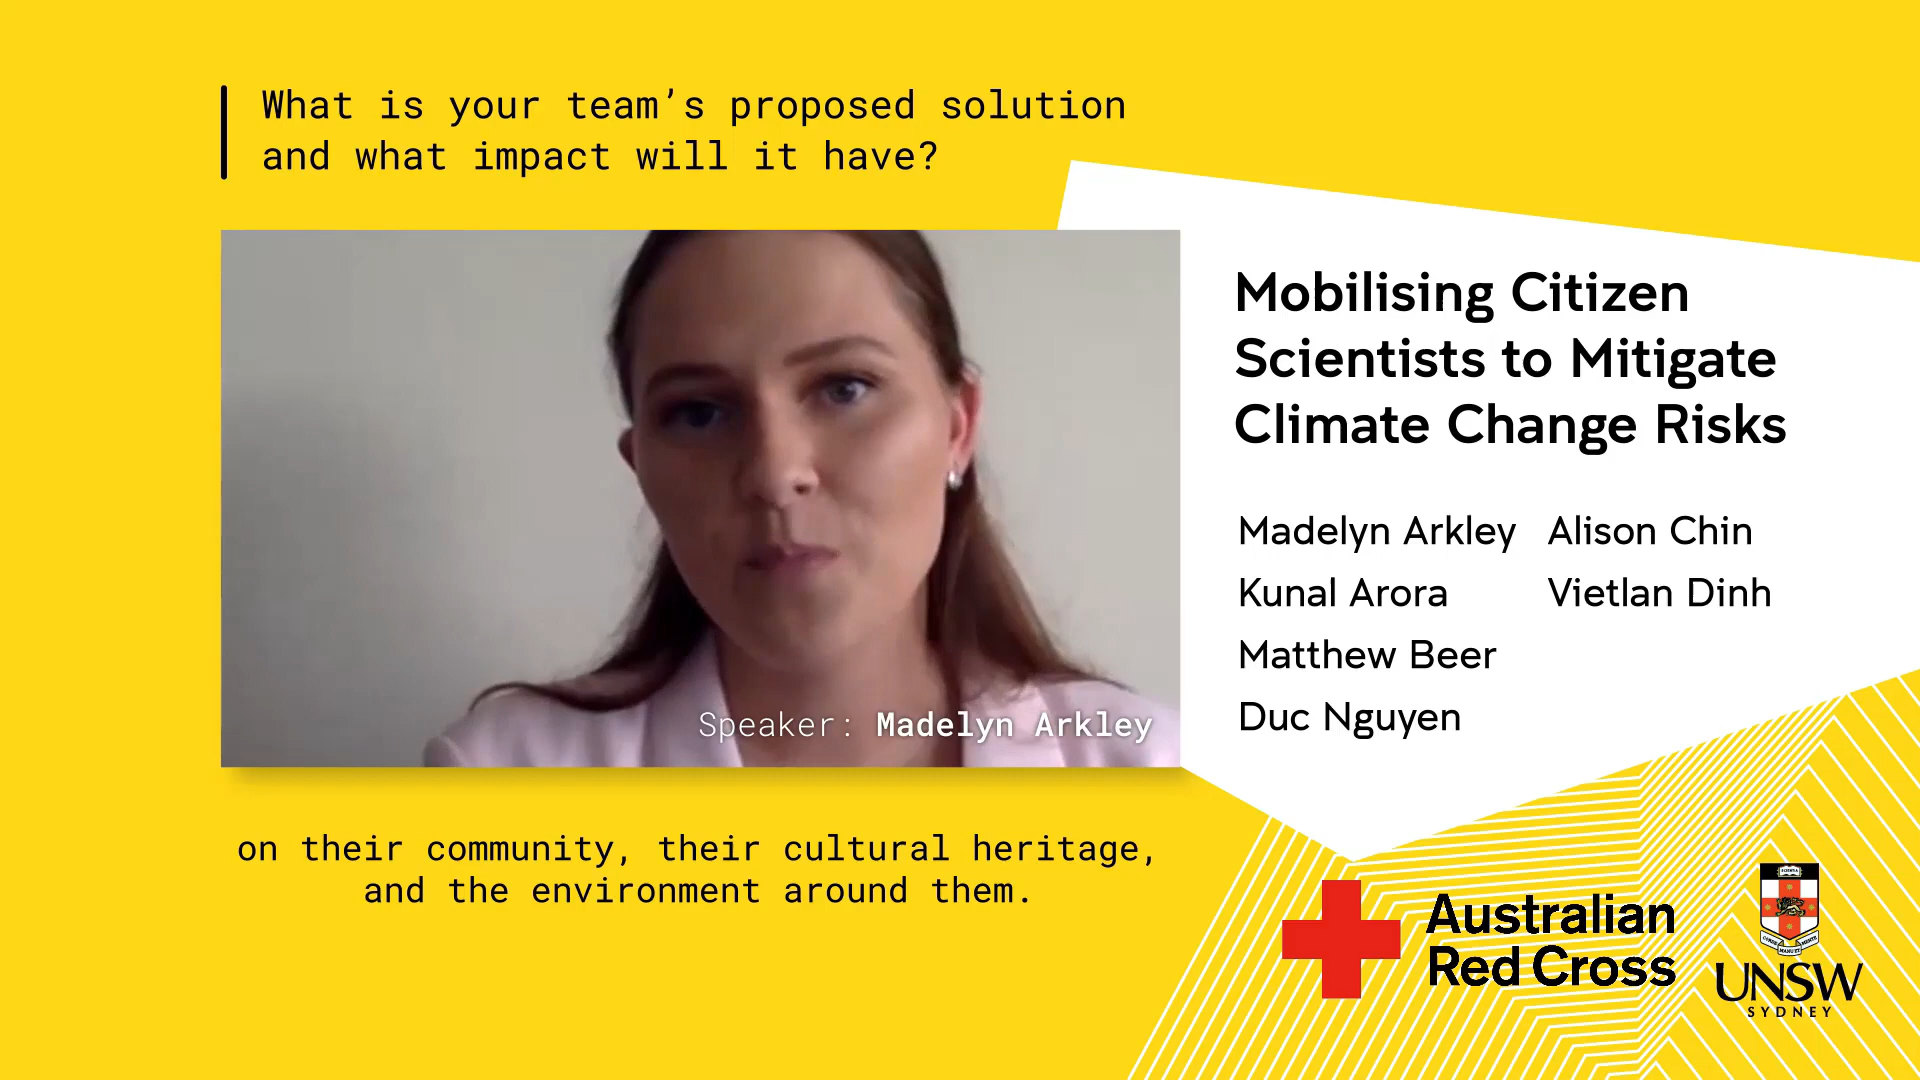 What is your team’s proposed solution
and what impact will it have?
Speaker: Madelyn Arkley
on their community, their cultural heritage,
and the environment around them.
Mobilising Citizen
Scientists to Mitigate
Climate Change Risks
Madelyn Arkley
Kunal Arora
Matthew Beer
Duc Nguyen
Alison Chin
Vietlan Dinh
Australian
Red Cross
UNSW
SYDNEY